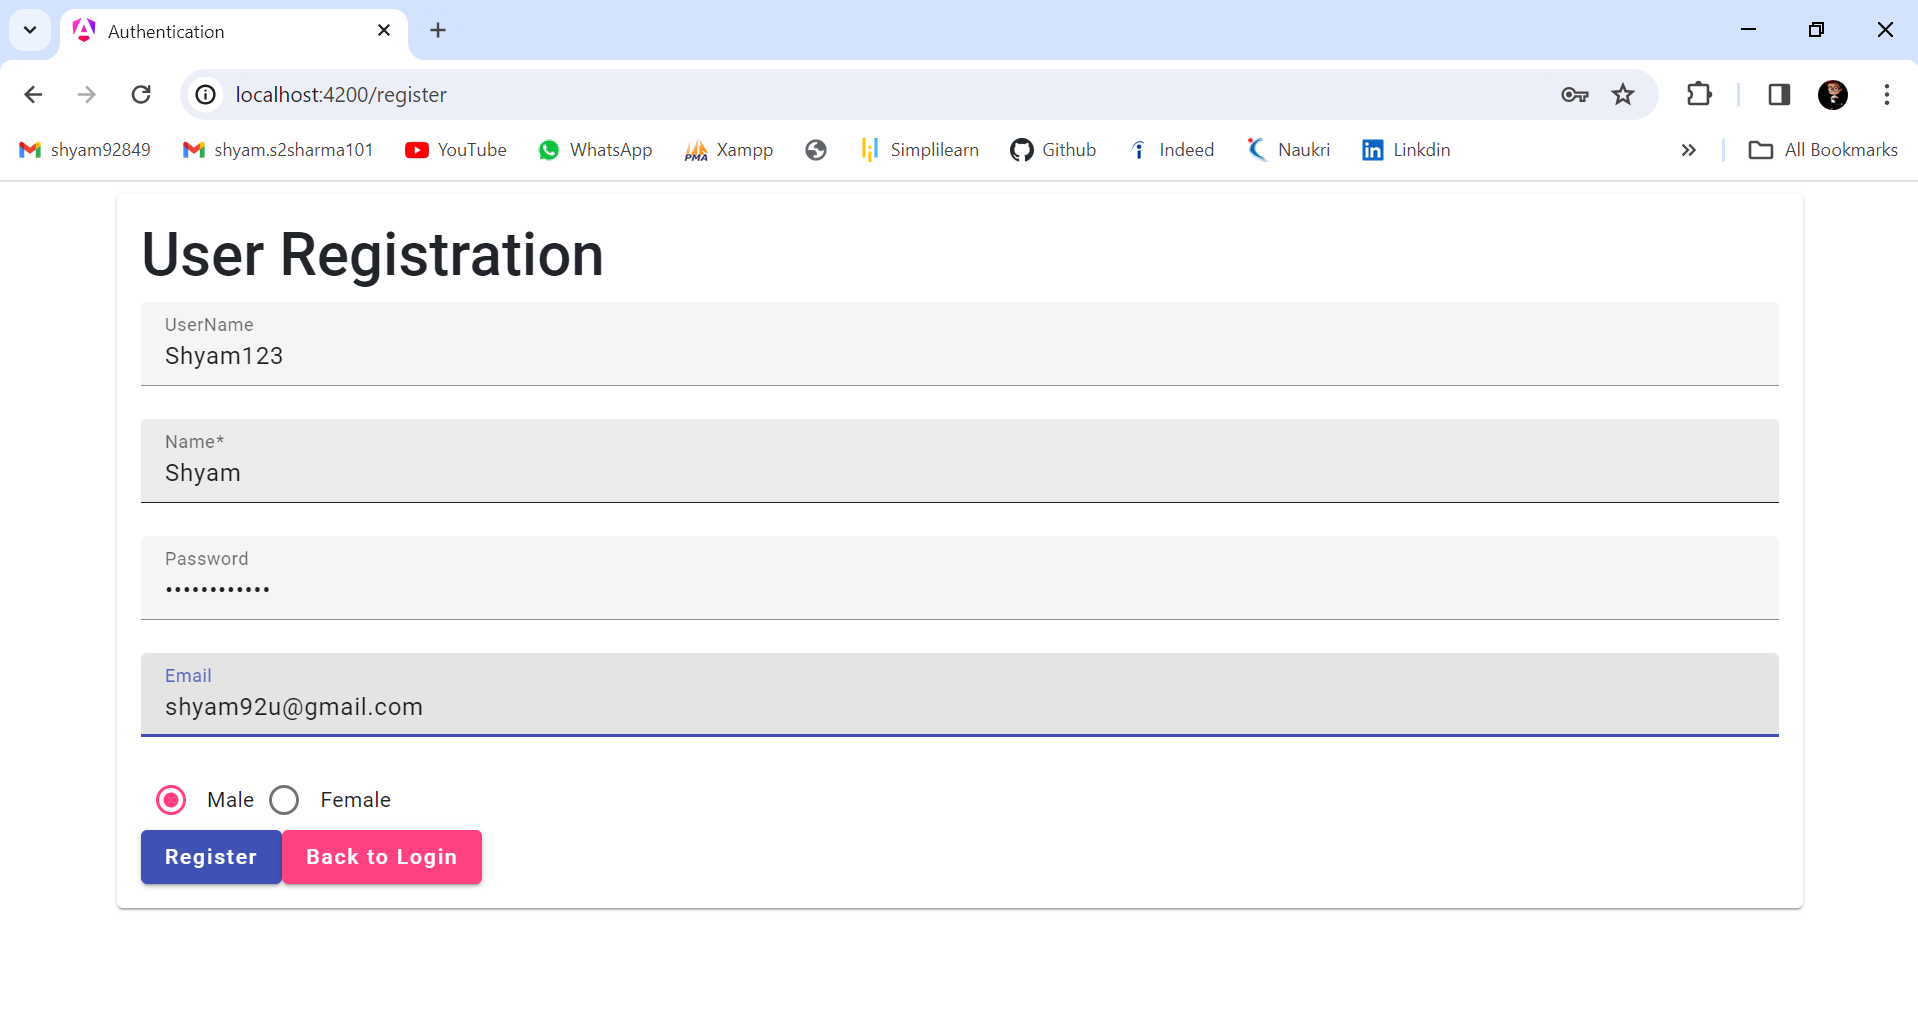 Authentication
localhost:4200/register
shyam92849 shyam.s2sharma101 YouTube WhatsApp PMA Xampp Simplilearn Github Indeed Naukri Linkdin All Bookmarks
User Registration
UserName
Shyam123
Name*
Shyam
Password
••••••••••••
Email
shyam92u@gmail.com
Male Female
Register Back to Login